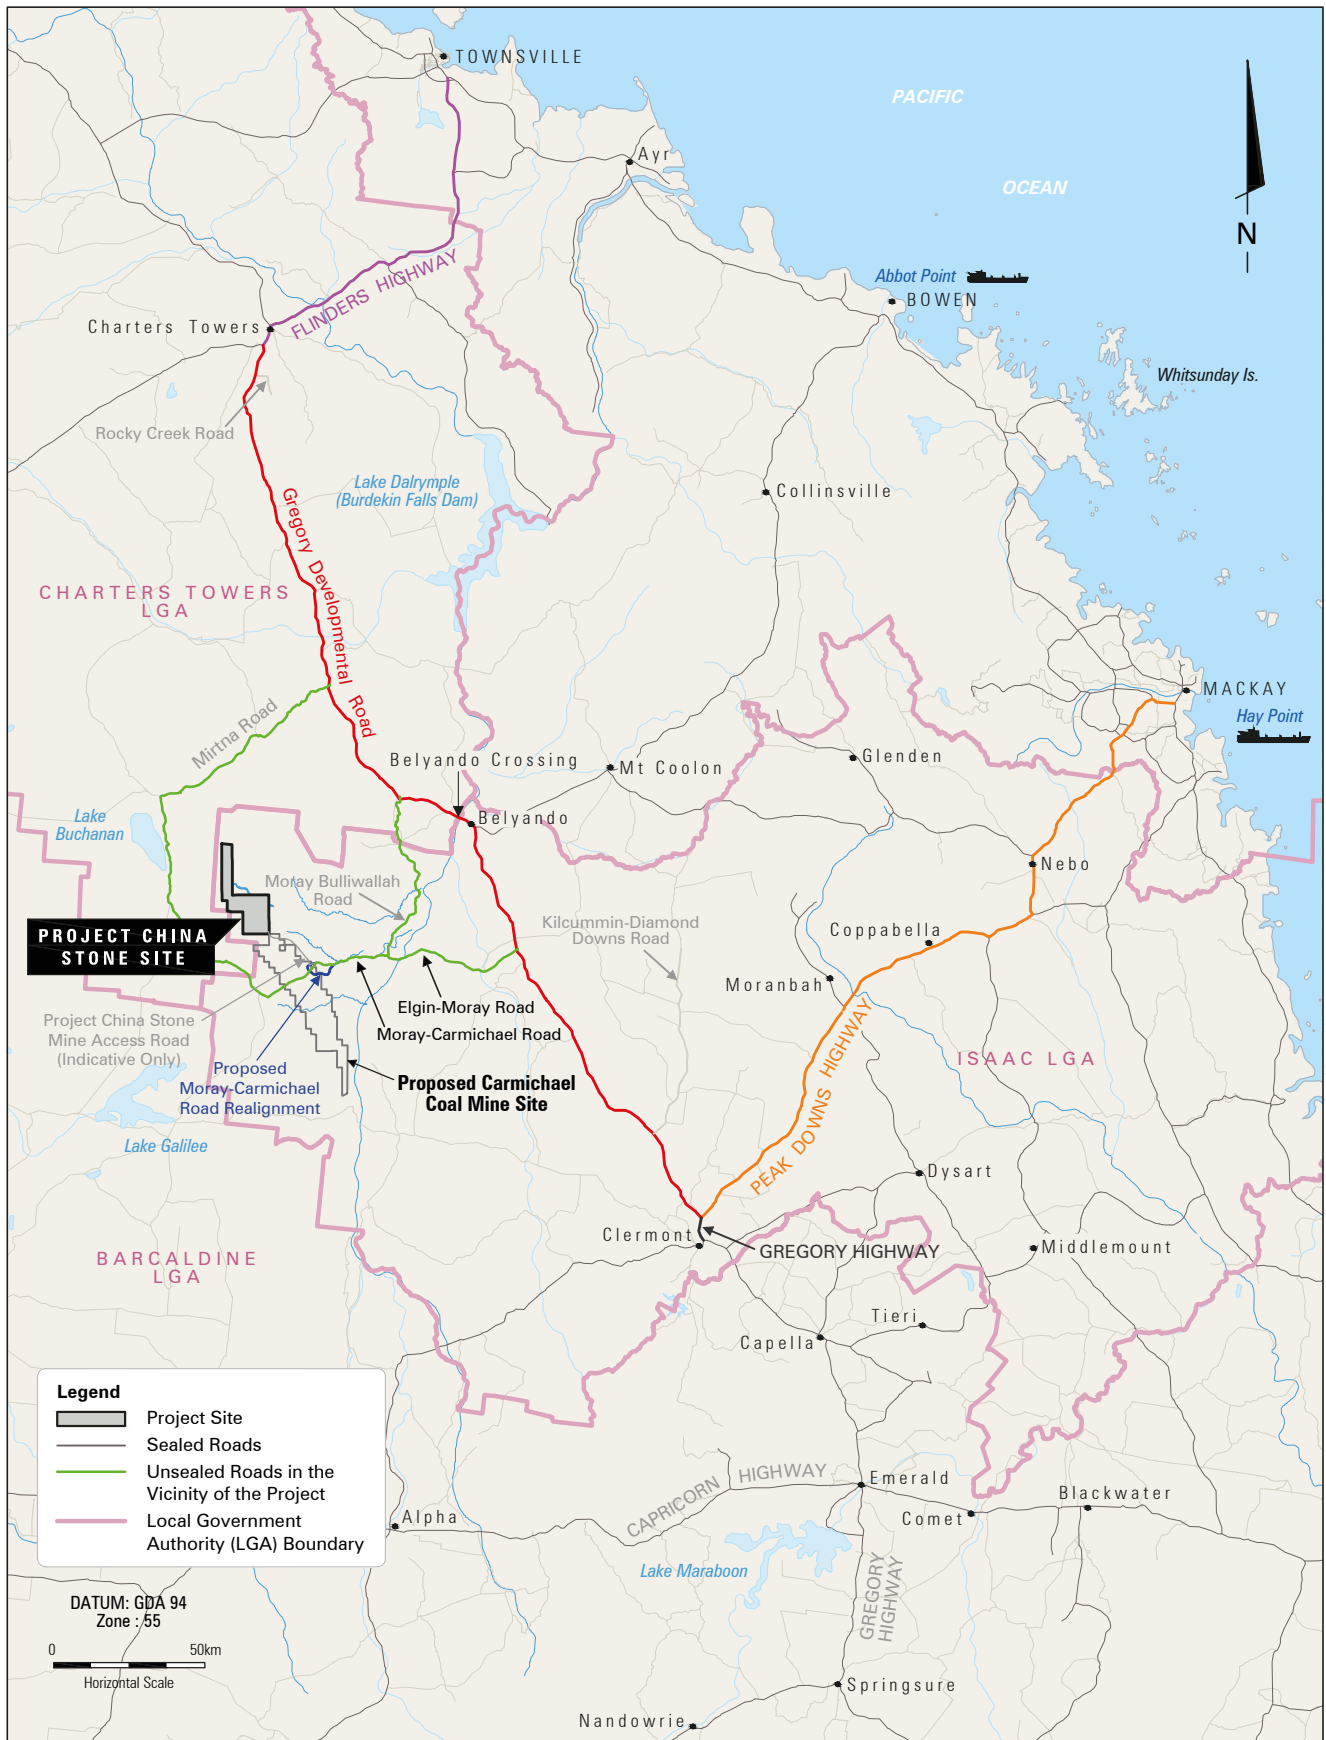 TOWNSVILLE
PACIFIC
Ayr
OCEAN
N
FLINDERS HIGHWAY
Abbot Point
BOWEN
Charters Towers
Whitsunday Is.
Rocky Creek Road
Lake Dalrymple
(Burdekin Falls Dam)
Collinsville
Gregory Developmental Road
CHARTERS TOWERS
LGA
MACKAY
Hay Point
Mirtna Road
Belyando Crossing
Mt Coolon
Glenden
Lake
Buchanan
Belyando
Nebo
Moray Bulliwallah
Road
Kilcummin-Diamond
Downs Road
Coppabella
PROJECT CHINA
STONE SITE
Moranbah
Elgin-Moray Road
Moray-Carmichael Road
Project China Stone
Mine Access Road
(Indicative Only)
PEAK DOWNS HIGHWAY
ISAAC LGA
Proposed
Moray-Carmichael
Road Realignment
Proposed Carmichael
Coal Mine Site
Lake Galilee
Dysart
Clermont
GREGORY HIGHWAY
Middlemount
BARCALDINE
LGA
Tieri
Capella
Legend
Project Site
Sealed Roads
Unsealed Roads in the
Vicinity of the Project
Local Government
Authority (LGA) Boundary
CAPRICORN HIGHWAY
Emerald
Blackwater
Comet
Alpha
Lake Maraboon
GREGORY
HIGHWAY
DATUM: GDA 94
Zone : 55
0 50km
Horizontal Scale
Springsure
Nandowrie